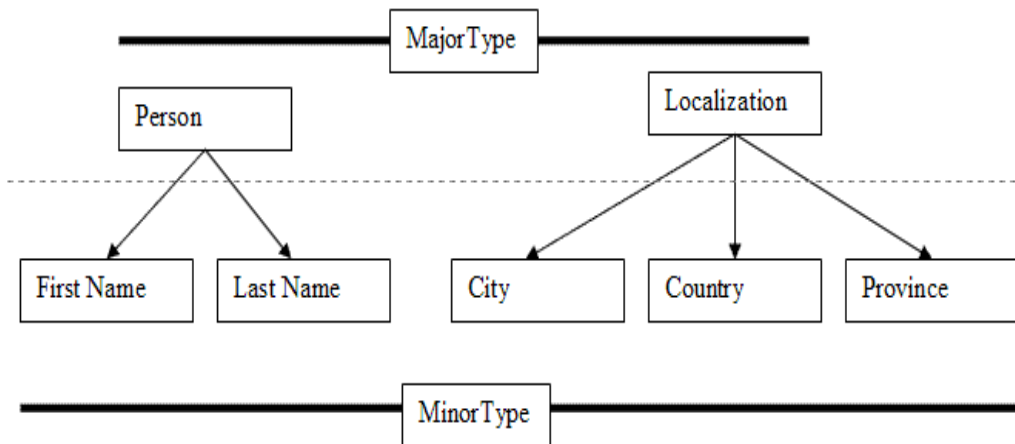 MajorType
Person
Localization
First Name
Last Name
City
Country
Province
MinorType